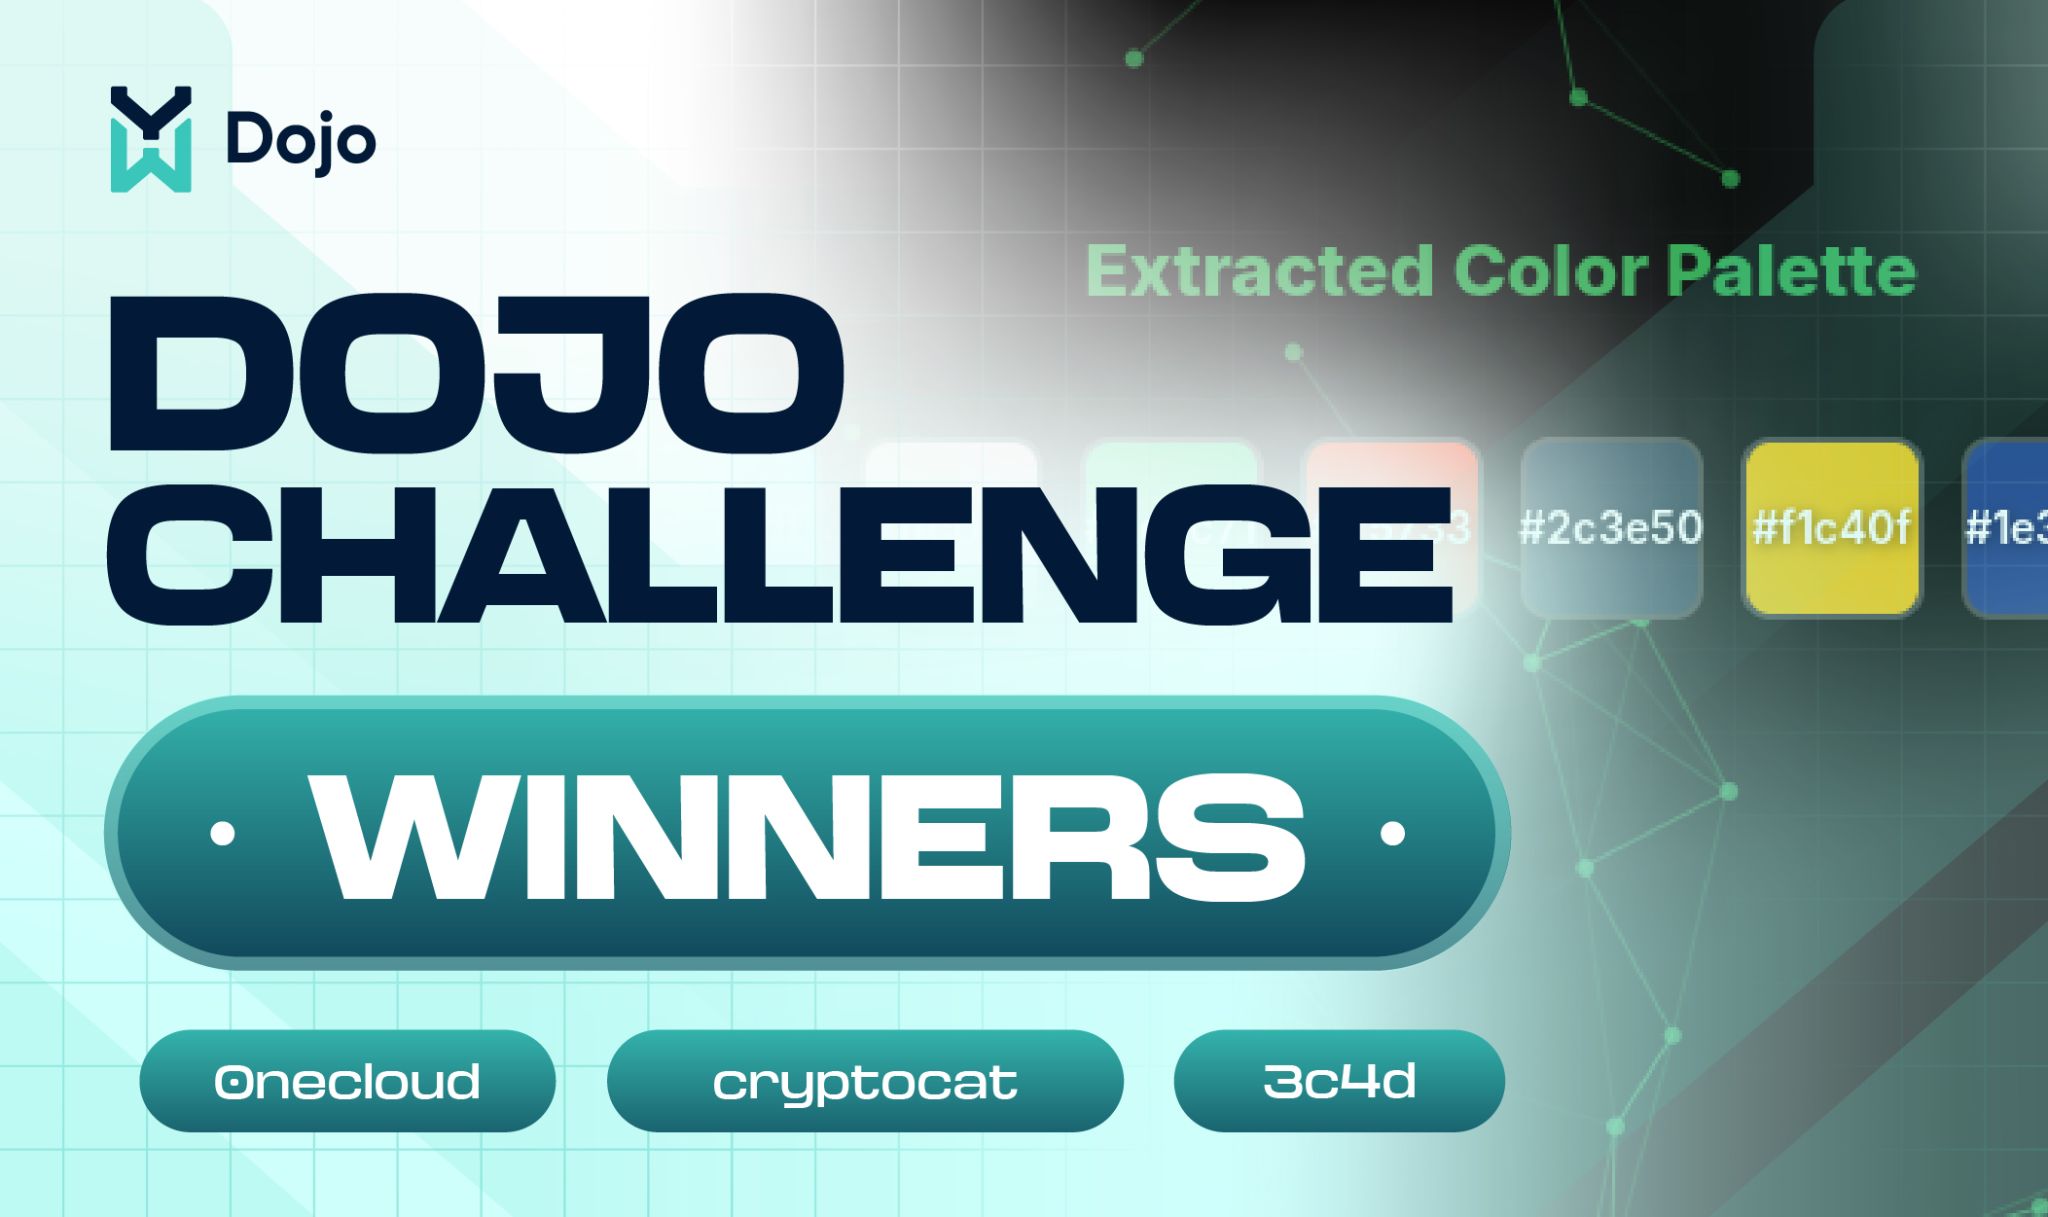 Dojo
Extracted Color Palette
DOJO
CHALLENGE
#2c3e50
#f1c40f
WINNERS
0necloud
cryptocat
3c4d